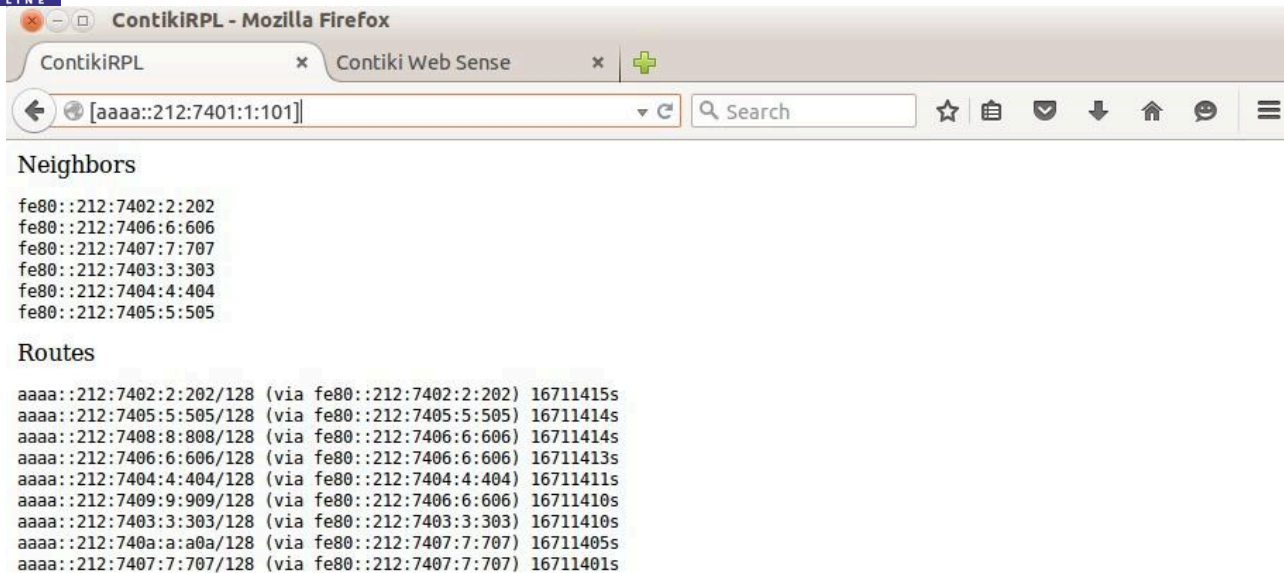 LINE
ContikiRPL - Mozilla Firefox
ContikiRPL
Contiki Web Sense
[aaaa::212:7401:1:101]
Search
Neighbors
fe80::212:7402:2:202
fe80::212:7406:6:606
fe80::212:7407:7:707
fe80::212:7403:3:303
fe80::212:7404:4:404
fe80::212:7405:5:505
Routes
aaaa::212:7402:2:202/128 (via fe80::212:7402:2:202) 16711415s
aaaa::212:7405:5:505/128 (via fe80::212:7405:5:505) 16711414s
aaaa::212:7408:8:808/128 (via fe80::212:7406:6:606) 16711414s
aaaa::212:7406:6:606/128 (via fe80::212:7406:6:606) 16711413s
aaaa::212:7404:4:404/128 (via fe80::212:7404:4:404) 16711411s
aaaa::212:7409:9:909/128 (via fe80::212:7406:6:606) 16711410s
aaaa::212:7403:3:303/128 (via fe80::212:7403:3:303) 16711410s
aaaa::212:740a:a:a0a/128 (via fe80::212:7407:7:707) 16711405s
aaaa::212:7407:7:707/128 (via fe80::212:7407:7:707) 16711401s